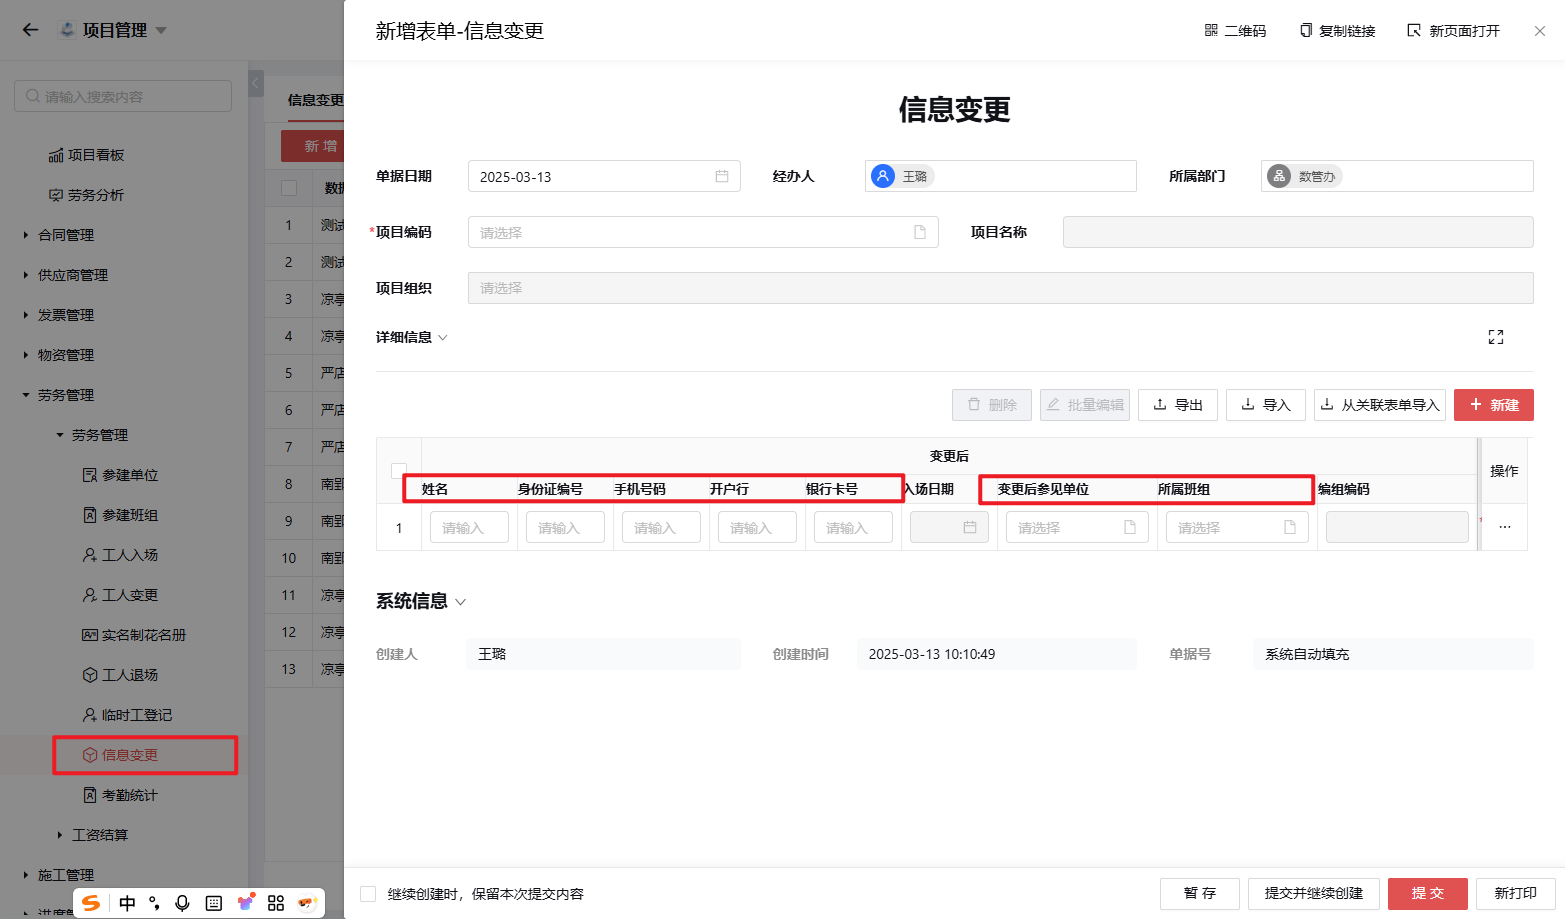 项目管理
请输入搜索内容
项目看板
劳务分析
合同管理
供应商管理
发票管理
物资管理
劳务管理
劳务管理
参建单位
参建班组
工人入场
工人变更
实名制花名册
工人退场
临时工登记
信息变更
考勤统计
工资结算
施工管理
中
信息变更
新 增
数据
1 测试
2 测试
3 凉亭
4 凉亭
5 严店
6 严店
7 严店
8 南郢
9 南郢
10 南郢
11 凉亭
12 凉亭
13 凉亭
新增表单-信息变更
二维码 复制链接 新页面打开
信息变更
单据日期 2025-03-13 经办人 王璐 所属部门 数管办
*项目编码 请选择 项目名称
项目组织 请选择
详细信息
删除 批量编辑 导出 导入 从关联表单导入 新建
变更后 操作
姓名 身份证编号 手机号码 开户行 银行卡号 入场日期 变更后参见单位 所属班组 编组编码
1 请输入 请输入 请输入 请输入 请输入 请选择 请选择 * ...
系统信息
创建人 王璐 创建时间 2025-03-13 10:10:49 单据号 系统自动填充
继续创建时，保留本次提交内容
暂 存 提交并继续创建 提 交 新打印